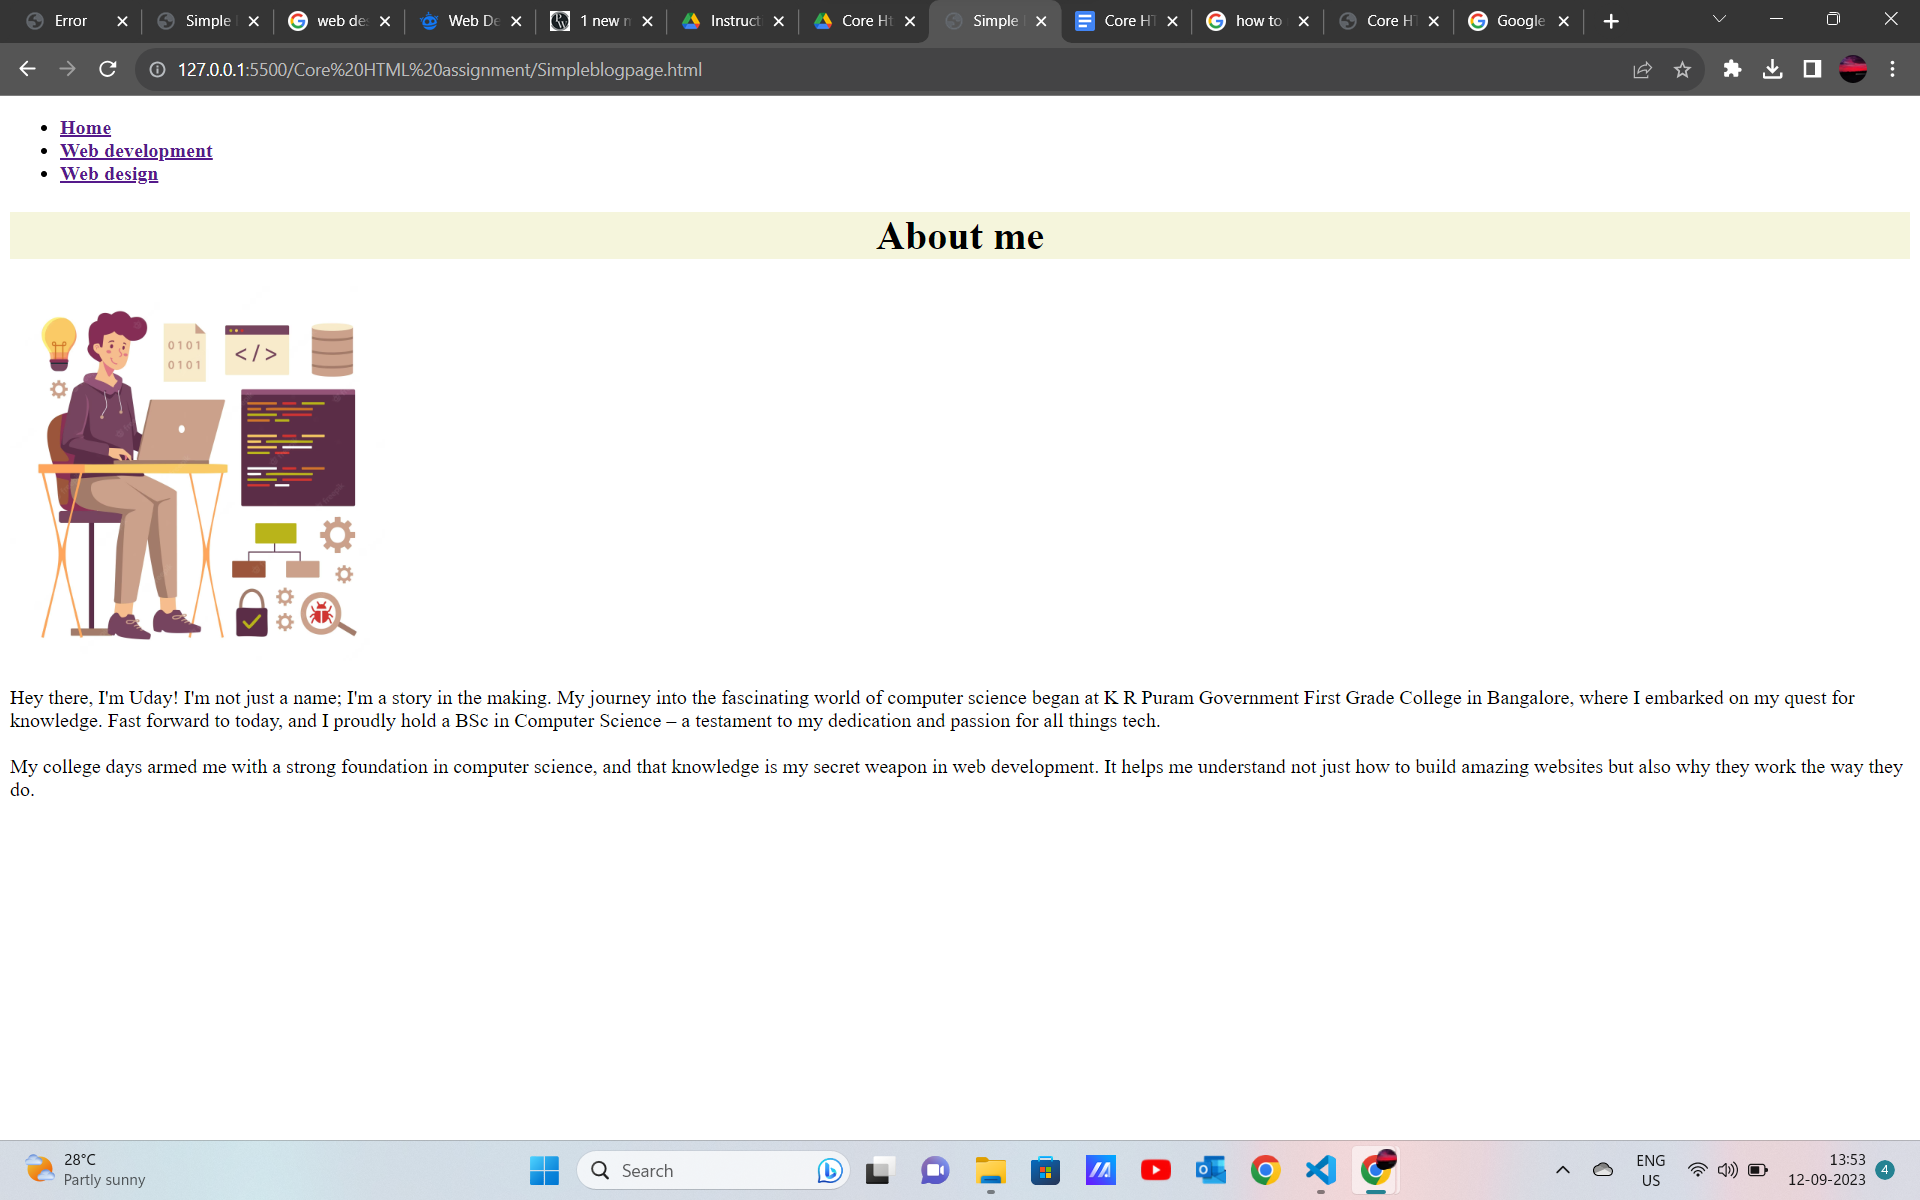 Error
Simple
web de
Web De
1 new
Instruct
Core Ht
Simple
Core HT
how to
Core HT
Google
127.0.0.1:5500/Core%20HTML%20assignment/Simpleblogpage.html
Home
Web development
Web design
About me
0101
0101
</>
Hey there, I'm Uday! I'm not just a name; I'm a story in the making. My journey into the fascinating world of computer science began at K R Puram Government First Grade College in Bangalore, where I embarked on my quest for
knowledge. Fast forward to today, and I proudly hold a BSc in Computer Science – a testament to my dedication and passion for all things tech.
My college days armed me with a strong foundation in computer science, and that knowledge is my secret weapon in web development. It helps me understand not just how to build amazing websites but also why they work the way they
do.
28°C
Partly sunny
Search
ENG
US
13:53
12-09-2023
4